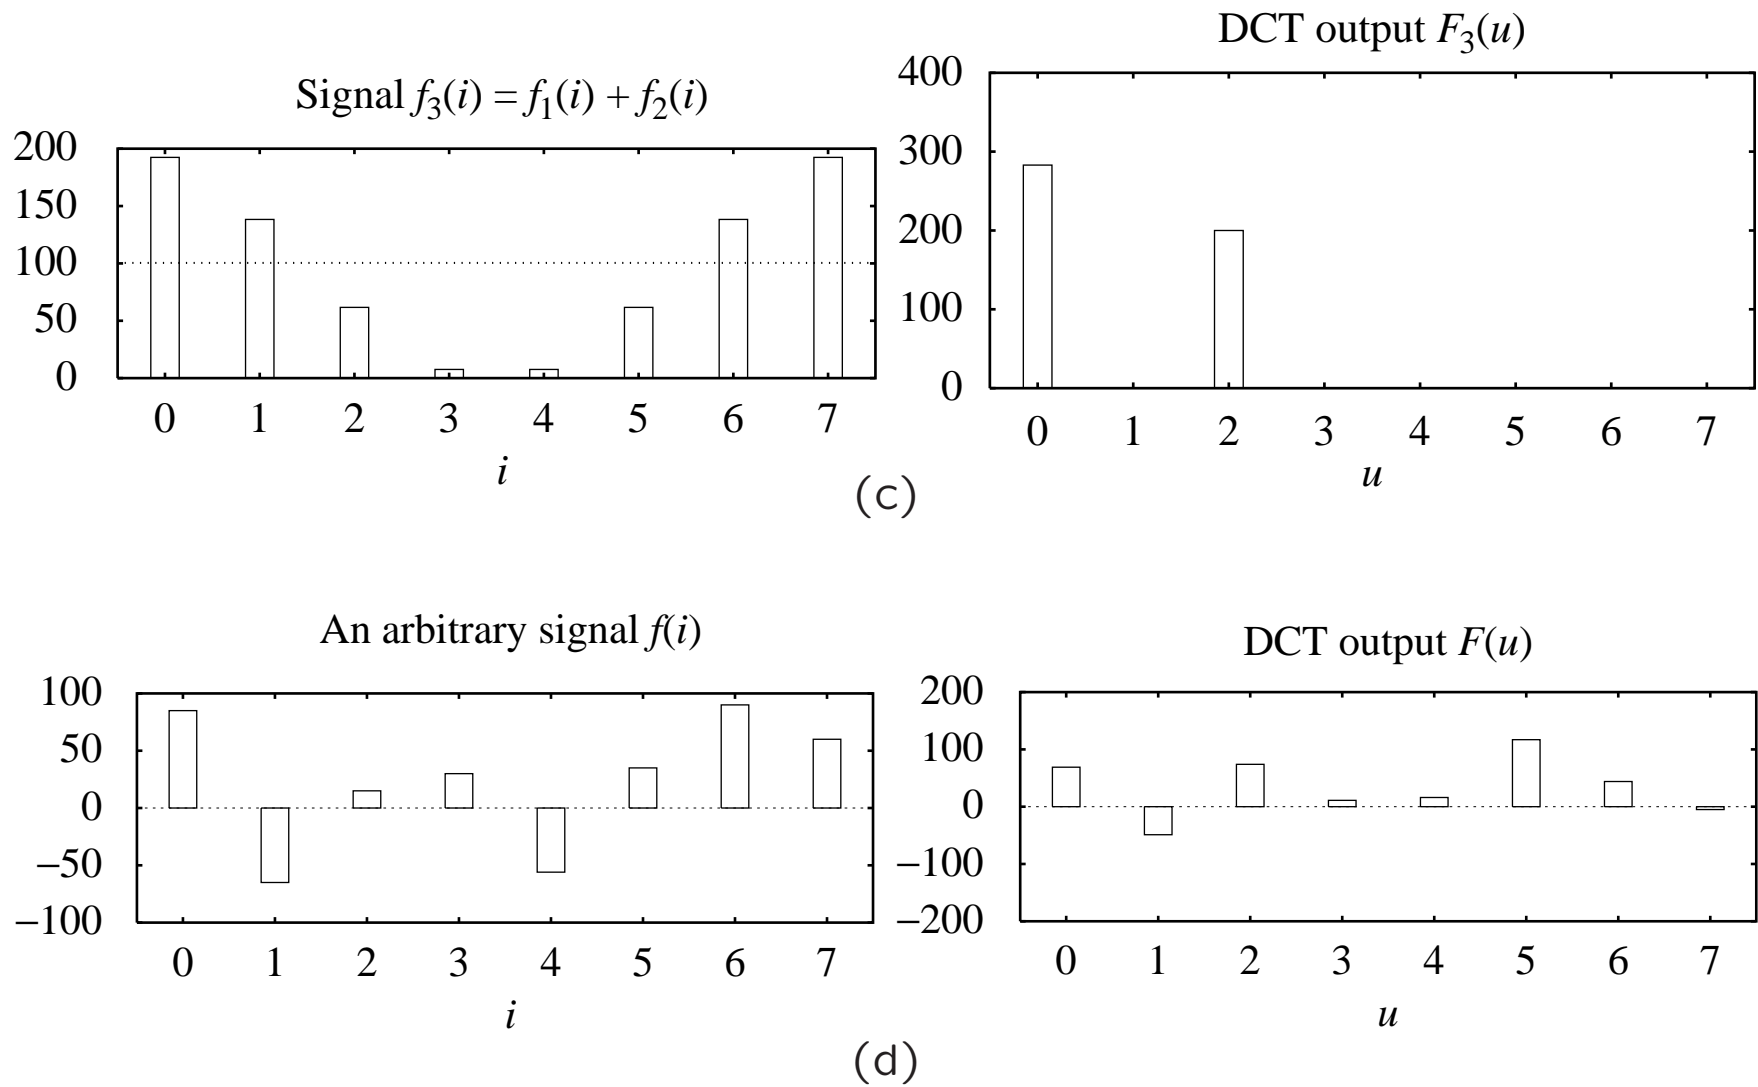 Signal f₃(i) = f₁(i) + f₂(i)
200
150
100
50
0
0 1 2 3 4 5 6 7
i
DCT output F₃(u)
400
300
200
100
0
0 1 2 3 4 5 6 7
u
(c)
An arbitrary signal f(i)
100
50
0
−50
−100
0 1 2 3 4 5 6 7
i
DCT output F(u)
200
100
0
−100
−200
0 1 2 3 4 5 6 7
u
(d)